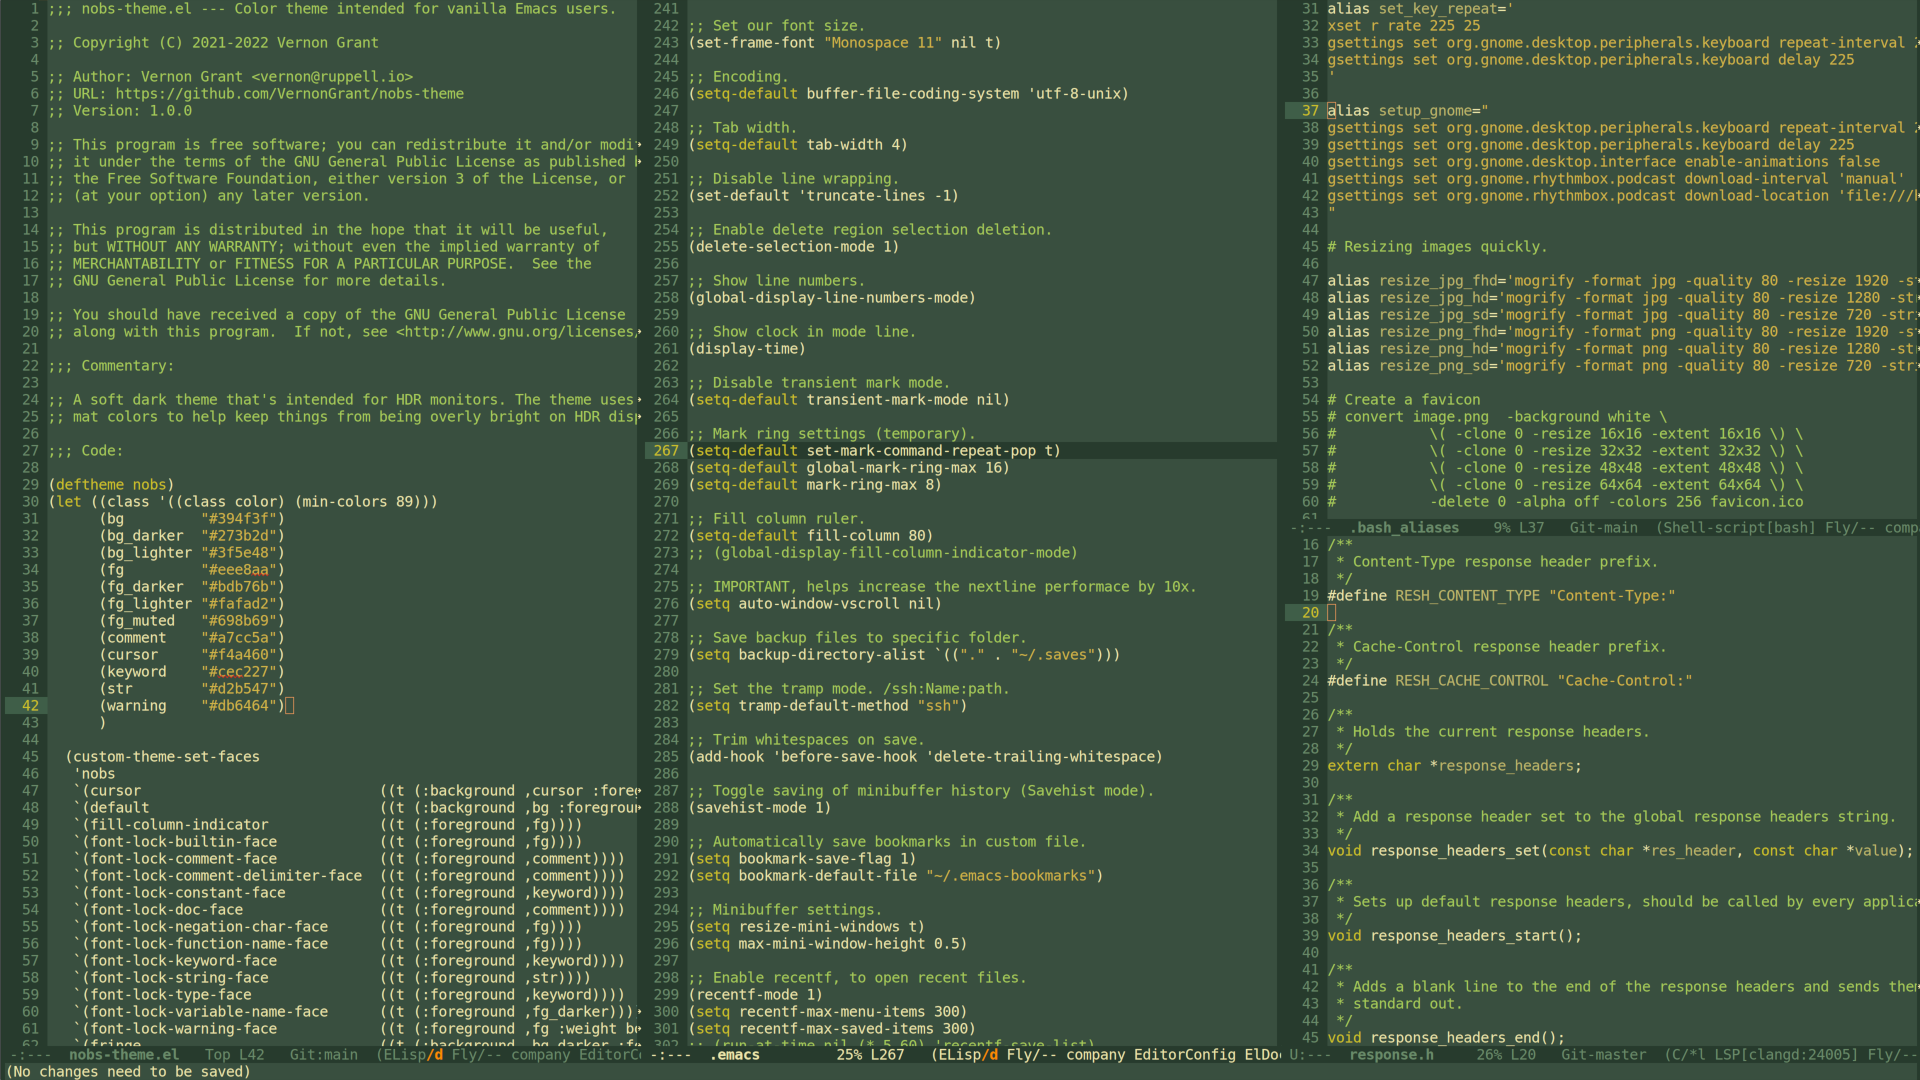 1 ;;; nobs-theme.el --- Color theme intended for vanilla Emacs users.
2
3 ;; Copyright (C) 2021-2022 Vernon Grant
4
5 ;; Author: Vernon Grant <vernon@ruppell.io>
6 ;; URL: https://github.com/VernonGrant/nobs-theme
7 ;; Version: 1.0.0
8
9 ;; This program is free software; you can redistribute it and/or modi
10 ;; it under the terms of the GNU General Public License as published
11 ;; the Free Software Foundation, either version 3 of the License, or
12 ;; (at your option) any later version.
13
14 ;; This program is distributed in the hope that it will be useful,
15 ;; but WITHOUT ANY WARRANTY; without even the implied warranty of
16 ;; MERCHANTABILITY or FITNESS FOR A PARTICULAR PURPOSE.  See the
17 ;; GNU General Public License for more details.
18
19 ;; You should have received a copy of the GNU General Public License
20 ;; along with this program.  If not, see <http://www.gnu.org/licenses
21
22 ;;; Commentary:
23
24 ;; A soft dark theme that's intended for HDR monitors. The theme uses
25 ;; mat colors to help keep things from being overly bright on HDR disp
26
27 ;;; Code:
28
29 (deftheme nobs)
30 (let ((class '((class color) (min-colors 89)))
31       (bg         "#394f3f")
32       (bg_darker  "#273b2d")
33       (bg_lighter "#3f5e48")
34       (fg         "#eee8aa")
35       (fg_darker  "#bdb76b")
36       (fg_lighter "#fafad2")
37       (fg_muted   "#698b69")
38       (comment    "#a7cc5a")
39       (cursor     "#f4a460")
40       (keyword    "#cec227")
41       (str        "#d2b547")
42       (warning    "#db6464")
43       )
44
45   (custom-theme-set-faces
46    'nobs
47    `(cursor                            ((t (:background ,cursor :fore
48    `(default                           ((t (:background ,bg :foregrou
49    `(fill-column-indicator             ((t (:foreground ,fg))))
50    `(font-lock-builtin-face            ((t (:foreground ,fg))))
51    `(font-lock-comment-face            ((t (:foreground ,comment))))
52    `(font-lock-comment-delimiter-face  ((t (:foreground ,comment))))
53    `(font-lock-constant-face           ((t (:foreground ,keyword))))
54    `(font-lock-doc-face                ((t (:foreground ,comment))))
55    `(font-lock-negation-char-face      ((t (:foreground ,fg))))
56    `(font-lock-function-name-face      ((t (:foreground ,fg))))
57    `(font-lock-keyword-face            ((t (:foreground ,keyword))))
58    `(font-lock-string-face             ((t (:foreground ,str))))
59    `(font-lock-type-face               ((t (:foreground ,keyword))))
60    `(font-lock-variable-name-face      ((t (:foreground ,fg_darker)))
61    `(font-lock-warning-face            ((t (:foreground ,fg :weight b
-:---  nobs-theme.el   Top L42   Git:main  (ELisp/d Fly/-- company EditorC
241
242 ;; Set our font size.
243 (set-frame-font "Monospace 11" nil t)
244
245 ;; Encoding.
246 (setq-default buffer-file-coding-system 'utf-8-unix)
247
248 ;; Tab width.
249 (setq-default tab-width 4)
250
251 ;; Disable line wrapping.
252 (set-default 'truncate-lines -1)
253
254 ;; Enable delete region selection deletion.
255 (delete-selection-mode 1)
256
257 ;; Show line numbers.
258 (global-display-line-numbers-mode)
259
260 ;; Show clock in mode line.
261 (display-time)
262
263 ;; Disable transient mark mode.
264 (setq-default transient-mark-mode nil)
265
266 ;; Mark ring settings (temporary).
267 (setq-default set-mark-command-repeat-pop t)
268 (setq-default global-mark-ring-max 16)
269 (setq-default mark-ring-max 8)
270
271 ;; Fill column ruler.
272 (setq-default fill-column 80)
273 ;; (global-display-fill-column-indicator-mode)
274
275 ;; IMPORTANT, helps increase the nextline performace by 10x.
276 (setq auto-window-vscroll nil)
277
278 ;; Save backup files to specific folder.
279 (setq backup-directory-alist `(("." . "~/.saves")))
280
281 ;; Set the tramp mode. /ssh:Name:path.
282 (setq tramp-default-method "ssh")
283
284 ;; Trim whitespaces on save.
285 (add-hook 'before-save-hook 'delete-trailing-whitespace)
286
287 ;; Toggle saving of minibuffer history (Savehist mode).
288 (savehist-mode 1)
289
290 ;; Automatically save bookmarks in custom file.
291 (setq bookmark-save-flag 1)
292 (setq bookmark-default-file "~/.emacs-bookmarks")
293
294 ;; Minibuffer settings.
295 (setq resize-mini-windows t)
296 (setq max-mini-window-height 0.5)
297
298 ;; Enable recentf, to open recent files.
299 (recentf-mode 1)
300 (setq recentf-max-menu-items 300)
301 (setq recentf-max-saved-items 300)
302 ;; (run-at-time nil (* 5 60) 'recentf-save-list)
-:---  .emacs         25% L267   (ELisp/d Fly/-- company EditorConfig ElDo
31 alias set_key_repeat='
32 xset r rate 225 25
33 gsettings set org.gnome.desktop.peripherals.keyboard repeat-interval
34 gsettings set org.gnome.desktop.peripherals.keyboard delay 225
35 '
36
37 alias setup_gnome="
38 gsettings set org.gnome.desktop.peripherals.keyboard repeat-interval
39 gsettings set org.gnome.desktop.peripherals.keyboard delay 225
40 gsettings set org.gnome.desktop.interface enable-animations false
41 gsettings set org.gnome.rhythmbox.podcast download-interval 'manual'
42 gsettings set org.gnome.rhythmbox.podcast download-location 'file:///
43 "
44
45 # Resizing images quickly.
46
47 alias resize_jpg_fhd='mogrify -format jpg -quality 80 -resize 1920 -s
48 alias resize_jpg_hd='mogrify -format jpg -quality 80 -resize 1280 -st
49 alias resize_jpg_sd='mogrify -format jpg -quality 80 -resize 720 -str
50 alias resize_png_fhd='mogrify -format png -quality 80 -resize 1920 -s
51 alias resize_png_hd='mogrify -format png -quality 80 -resize 1280 -st
52 alias resize_png_sd='mogrify -format png -quality 80 -resize 720 -str
53
54 # Create a favicon
55 # convert image.png  -background white \
56 #           \( -clone 0 -resize 16x16 -extent 16x16 \) \
57 #           \( -clone 0 -resize 32x32 -extent 32x32 \) \
58 #           \( -clone 0 -resize 48x48 -extent 48x48 \) \
59 #           \( -clone 0 -resize 64x64 -extent 64x64 \) \
60 #           -delete 0 -alpha off -colors 256 favicon.ico
61
-:---  .bash_aliases    9% L37   Git-main  (Shell-script[bash] Fly/-- comp
16 /**
17  * Content-Type response header prefix.
18  */
19 #define RESH_CONTENT_TYPE "Content-Type:"
20
21 /**
22  * Cache-Control response header prefix.
23  */
24 #define RESH_CACHE_CONTROL "Cache-Control:"
25
26 /**
27  * Holds the current response headers.
28  */
29 extern char *response_headers;
30
31 /**
32  * Add a response header set to the global response headers string.
33  */
34 void response_headers_set(const char *res_header, const char *value);
35
36 /**
37  * Sets up default response headers, should be called by every applica
38  */
39 void response_headers_start();
40
41 /**
42  * Adds a blank line to the end of the response headers and sends the
43  * standard out.
44  */
45 void response_headers_end();
U:---  response.h     26% L20   Git-master  (C/*l LSP[clangd:24005] Fly/--
(No changes need to be saved)